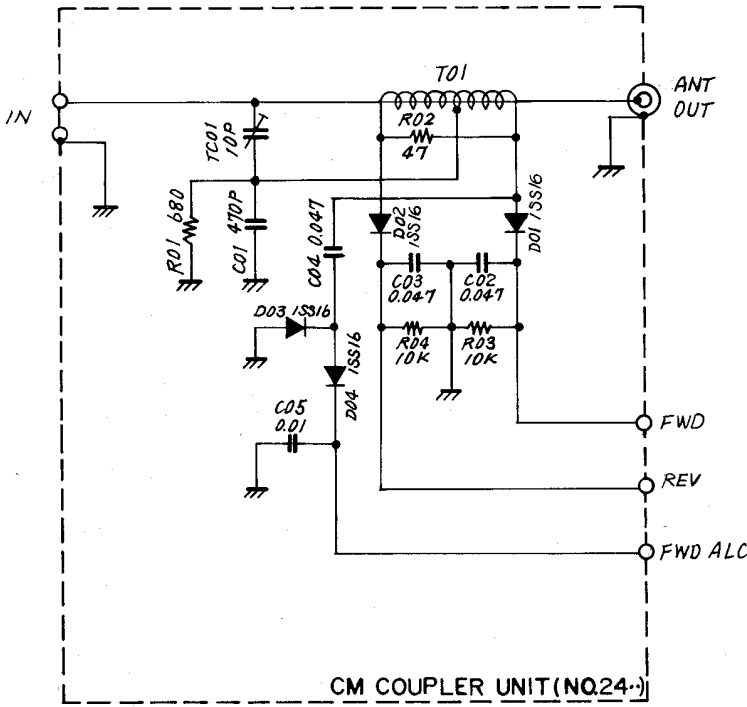 IN
T01
ANT
OUT
TC01
10P
R02
47
R01 680
C01 470P
C04 0.047
D02
1SS16
D01 1SS16
C03
0.047
C02
0.047
D03 1SS16
D04 1SS16
R04
10K
R03
10K
C05
0.01
FWD
REV
FWD ALC
CM COUPLER UNIT (NO.24··)